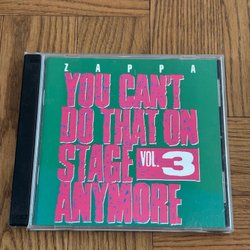 ZAPPA
YOU CAN'T
DO THAT ON
STAGE VOL. 3
ANYMORE